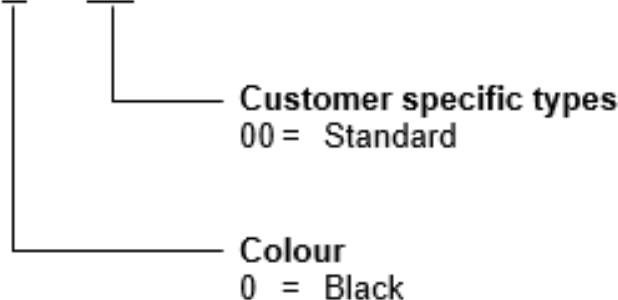 Customer specific types
00 = Standard
Colour
0 = Black